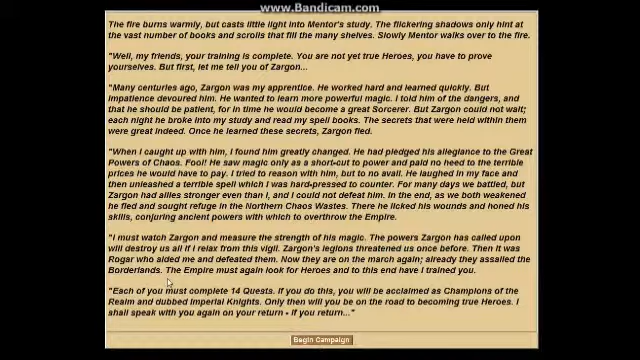 www.Bandicam.com
The fire burns warmly, but casts little light into Mentor's study. The flickering shadows only hint at
the vast number of books and scrolls that fill the many shelves. Slowly Mentor walks over to the fire.
"Well, my friends, your training is complete. You are not yet true Heroes, you have to prove
yourselves. But first, let me tell you of Zargon...
"Many centuries ago, Zargon was my apprentice. He worked hard and learned quickly. But
impatience devoured him. He wanted to learn more powerful magic. I told him of the dangers, and
that he should be patient, for in time he would become a great Sorcerer. But Zargon could not wait;
each night he broke into my study and read my spell books. The secrets that were held within them
were great indeed. Once he learned these secrets, Zargon fled.
"When I caught up with him, I found him greatly changed. He had pledged his allegiance to the Great
Powers of Chaos. Fool! He saw magic only as a short-cut to power and paid no heed to the terrible
prices he would have to pay. I tried to reason with him, but to no avail. He laughed in my face and
then unleashed a terrible spell which I was hard-pressed to counter. For many days we battled, but
Zargon had allies stronger even than I, and I could not defeat him. In the end, as we both weakened
he fled and sought refuge in the Northern Chaos Wastes. There he licked his wounds and honed his
skills, conjuring ancient powers with which to overthrow the Empire.
"I must watch Zargon and measure the strength of his magic. The powers Zargon has called upon
will destroy us all if I relax from this vigil. Zargon's legions threatened us once before. Then it was
Rogar who aided me and defeated them. Now they are on the march again; already they assailed the
Borderlands. The Empire must again look for Heroes and to this end have I trained you.
"Each of you must complete 14 Quests. If you do this, you will be acclaimed as Champions of the
Realm and dubbed Imperial Knights. Only then will you be on the road to becoming true Heroes. I
shall speak with you again on your return - if you return..."
Begin Campaign